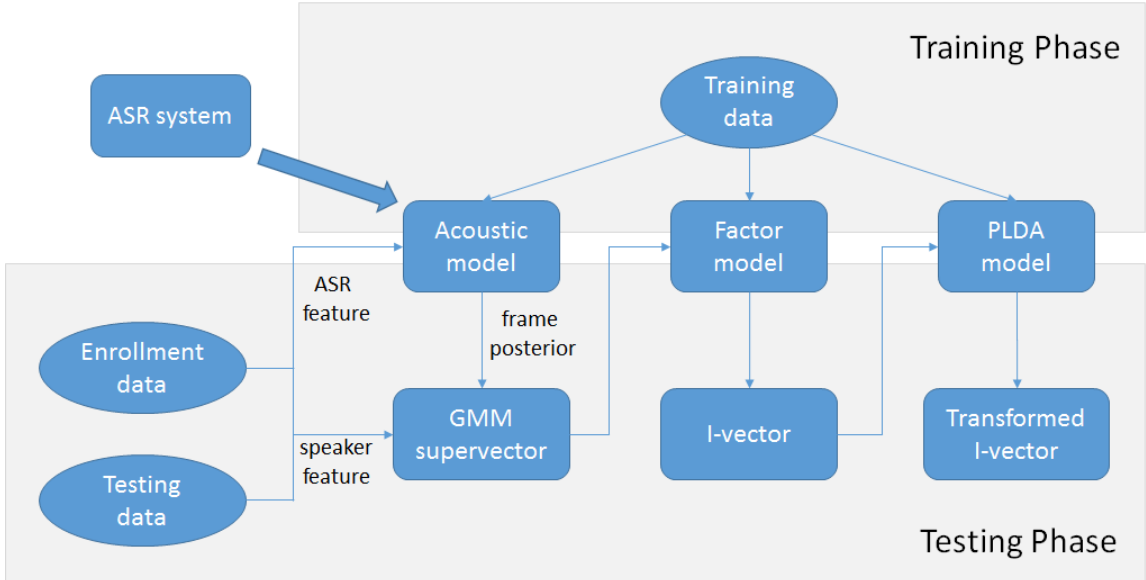 Training Phase
ASR system
Training
data
Acoustic
model
Factor
model
PLDA
model
ASR
feature
frame
posterior
Enrollment
data
GMM
supervector
I-vector
Transformed
I-vector
speaker
feature
Testing
data
Testing Phase